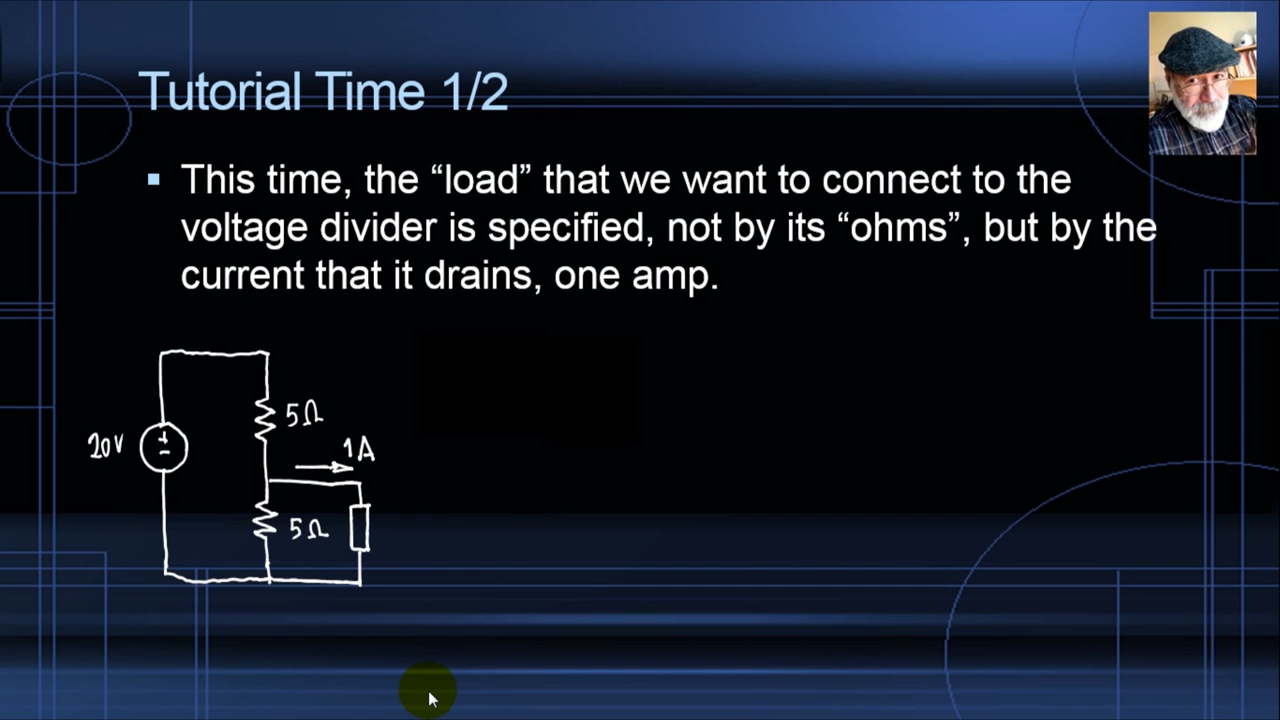 Tutorial Time 1/2
This time, the “load” that we want to connect to the
voltage divider is specified, not by its “ohms”, but by the
current that it drains, one amp.
5Ω
20V
1A
5Ω